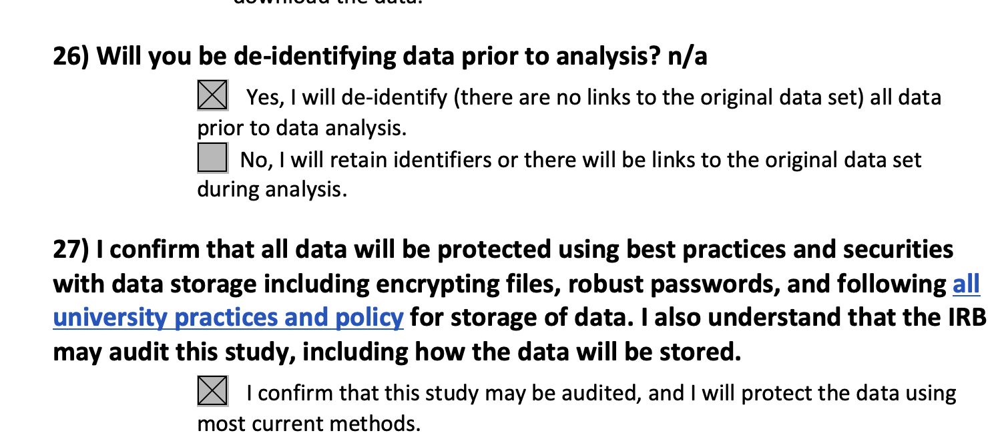 download the data.
26) Will you be de-identifying data prior to analysis? n/a
Yes, I will de-identify (there are no links to the original data set) all data
prior to data analysis.
No, I will retain identifiers or there will be links to the original data set
during analysis.
27) I confirm that all data will be protected using best practices and securities
with data storage including encrypting files, robust passwords, and following all
university practices and policy for storage of data. I also understand that the IRB
may audit this study, including how the data will be stored.
I confirm that this study may be audited, and I will protect the data using
most current methods.